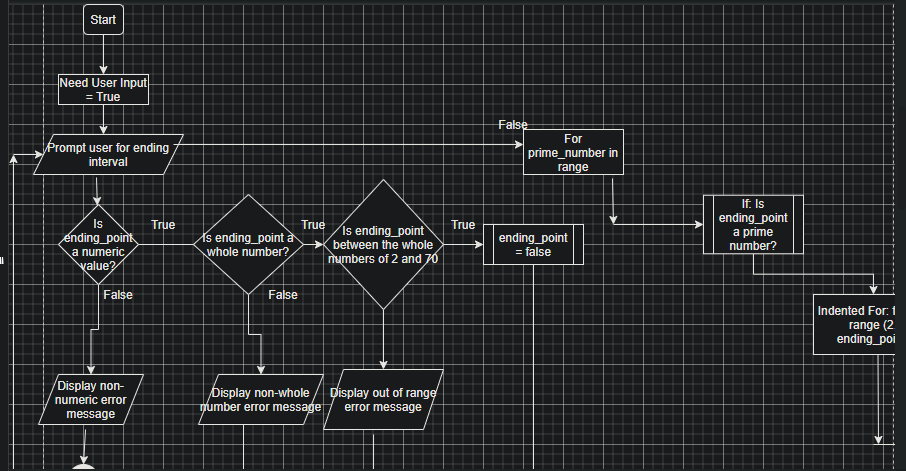 Start
Need User Input
= True
Prompt user for ending
interval
False
For
prime_number in
range
If: Is
ending_point
a prime
number?
Is
ending_point
a numeric
value?
True
Is ending_point a
whole number?
True
Is ending_point
between the whole
numbers of 2 and 70
True
ending_point
= false
False
False
Indented For:
range (2
ending_poi
Display non-
numeric error
message
Display non-whole
number error message
Display out of range
error message